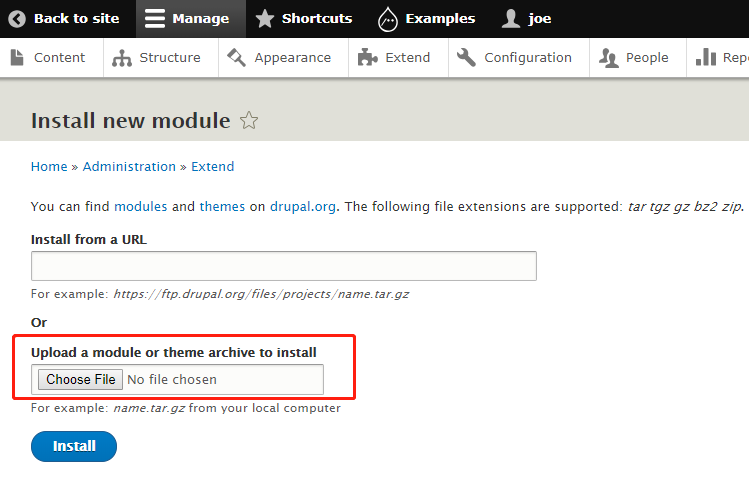 Back to site Manage Shortcuts Examples joe
Content Structure Appearance Extend Configuration People Repo
Install new module
Home » Administration » Extend
You can find modules and themes on drupal.org. The following file extensions are supported: tar tgz gz bz2 zip.
Install from a URL
For example: https://ftp.drupal.org/files/projects/name.tar.gz
Or
Upload a module or theme archive to install
Choose File No file chosen
For example: name.tar.gz from your local computer
Install